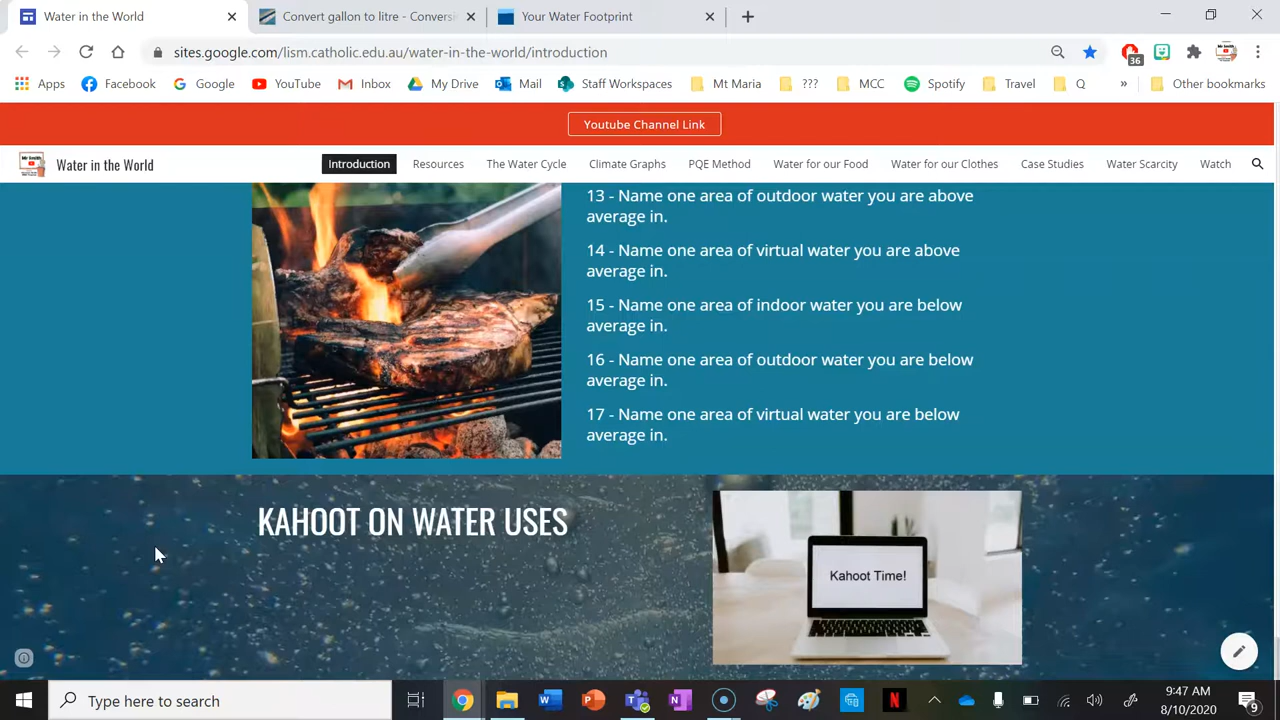 Water in the World
Convert gallon to litre - Conversi
Your Water Footprint
sites.google.com/lism.catholic.edu.au/water-in-the-world/introduction
36
Apps
Facebook
Google
YouTube
Inbox
My Drive
Mail
Staff Workspaces
Mt Maria
???
MCC
Spotify
Travel
Q
»
Other bookmarks
Youtube Channel Link
Water in the World
Introduction
Resources
The Water Cycle
Climate Graphs
PQE Method
Water for our Food
Water for our Clothes
Case Studies
Water Scarcity
Watch
13 - Name one area of outdoor water you are above
average in.
14 - Name one area of virtual water you are above
average in.
15 - Name one area of indoor water you are below
average in.
16 - Name one area of outdoor water you are below
average in.
17 - Name one area of virtual water you are below
average in.
KAHOOT ON WATER USES
Kahoot Time!
Type here to search
9:47 AM
8/10/2020
9